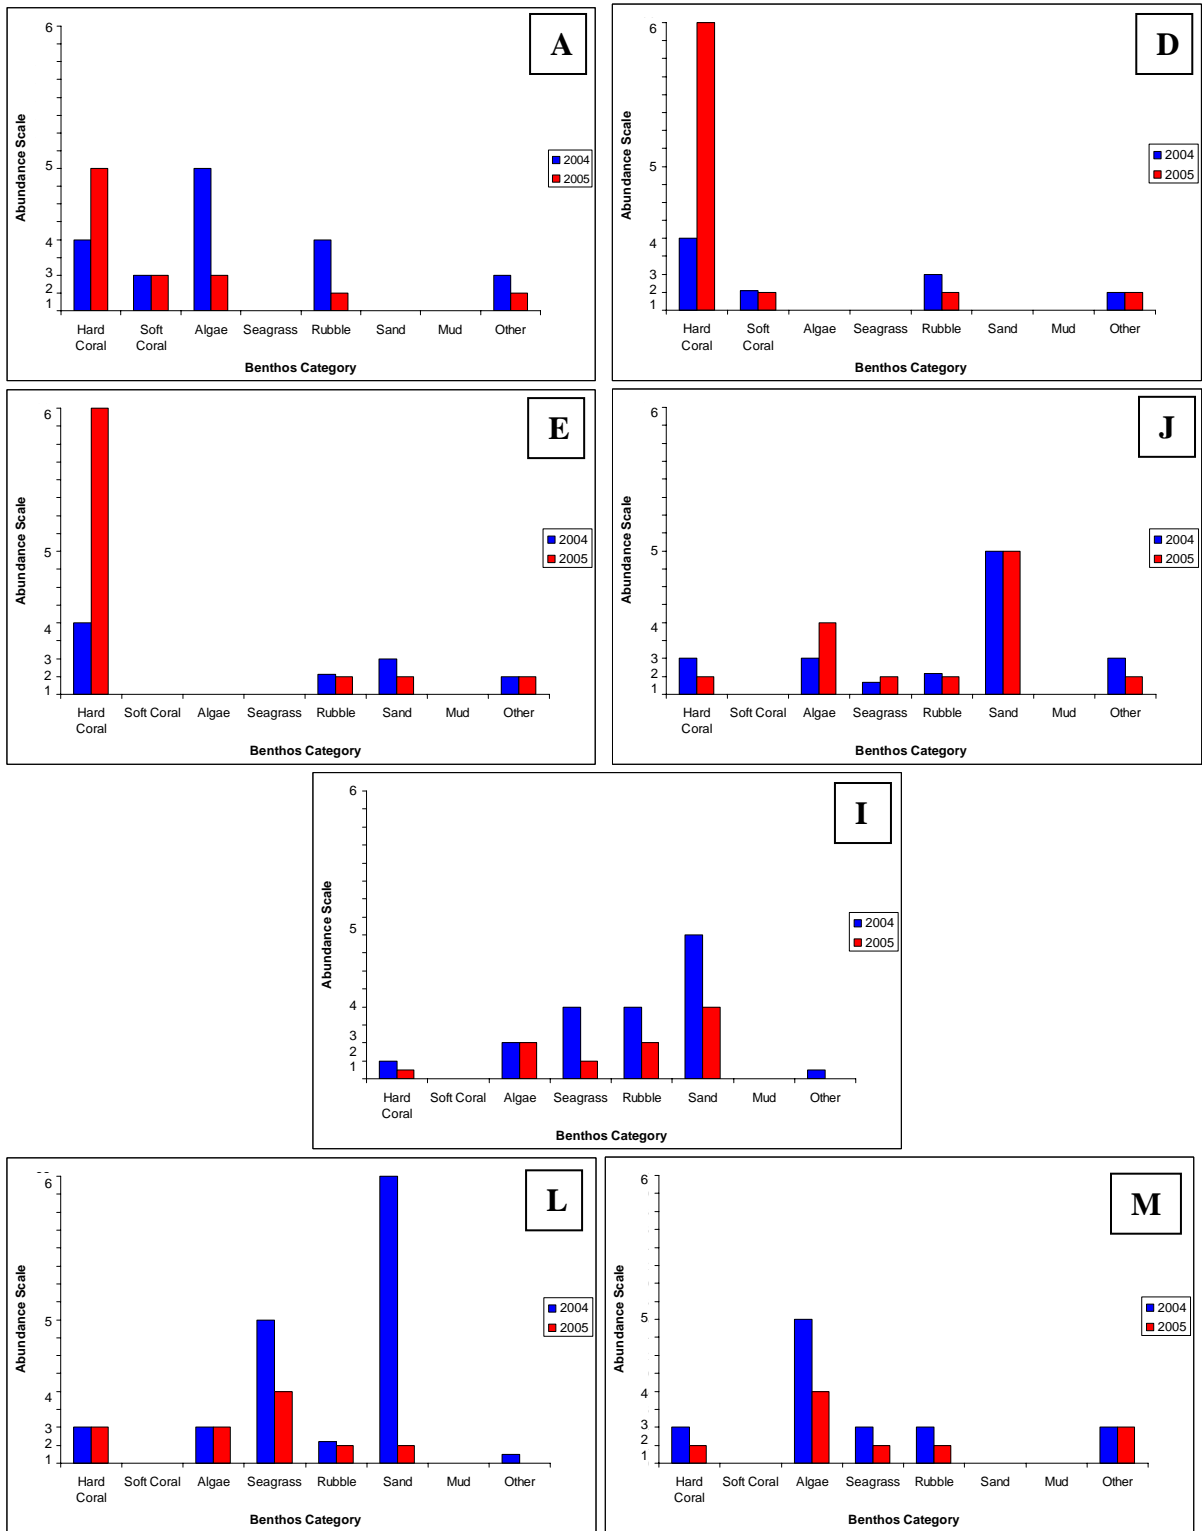 A
6
5
4
3
2
1
Abundance Scale
2004
2005
Hard Coral
Soft Coral
Algae
Seagrass
Rubble
Sand
Mud
Other
Benthos Category
D
6
5
4
3
2
1
Abundance Scale
2004
2005
Hard Coral
Soft Coral
Algae
Seagrass
Rubble
Sand
Mud
Other
Benthos Category
E
6
5
4
3
2
1
Abundance Scale
2004
2005
Hard Coral
Soft Coral
Algae
Seagrass
Rubble
Sand
Mud
Other
Benthos Category
J
6
5
4
3
2
1
Abundance Scale
2004
2005
Hard Coral
Soft Coral
Algae
Seagrass
Rubble
Sand
Mud
Other
Benthos Category
I
6
5
4
3
2
1
Abundance Scale
2004
2005
Hard Coral
Soft Coral
Algae
Seagrass
Rubble
Sand
Mud
Other
Benthos Category
L
6
5
4
3
2
1
Abundance Scale
2004
2005
Hard Coral
Soft Coral
Algae
Seagrass
Rubble
Sand
Mud
Other
Benthos Category
M
6
5
4
3
2
1
Abundance Scale
2004
2005
Hard Coral
Soft Coral
Algae
Seagrass
Rubble
Sand
Mud
Other
Benthos Category